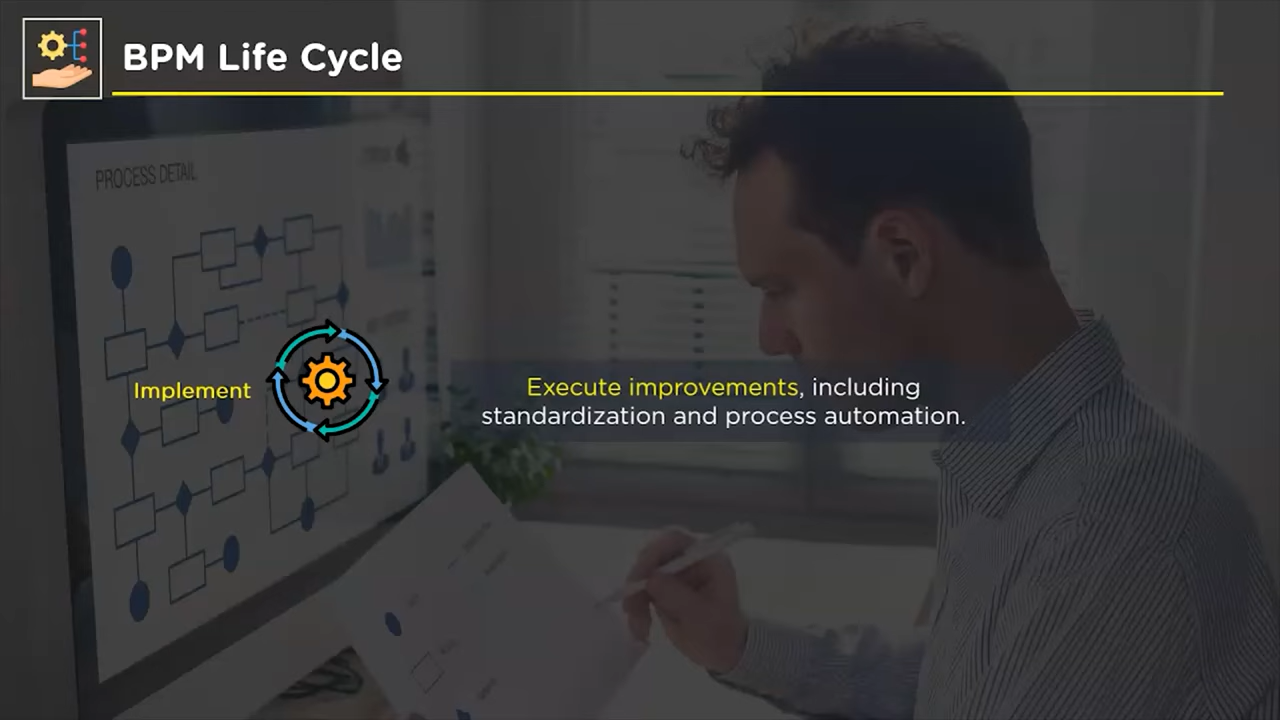 BPM Life Cycle
PROCESS DETAIL
Implement
Execute improvements, including
standardization and process automation.